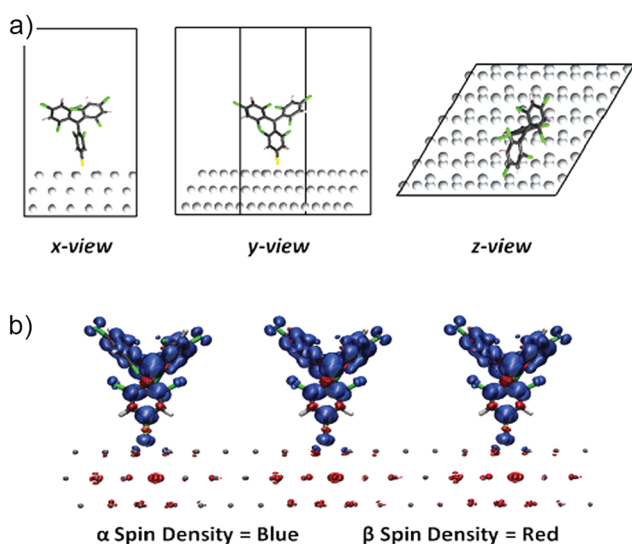 a)
x-view
y-view
z-view
b)
α Spin Density = Blue
β Spin Density = Red